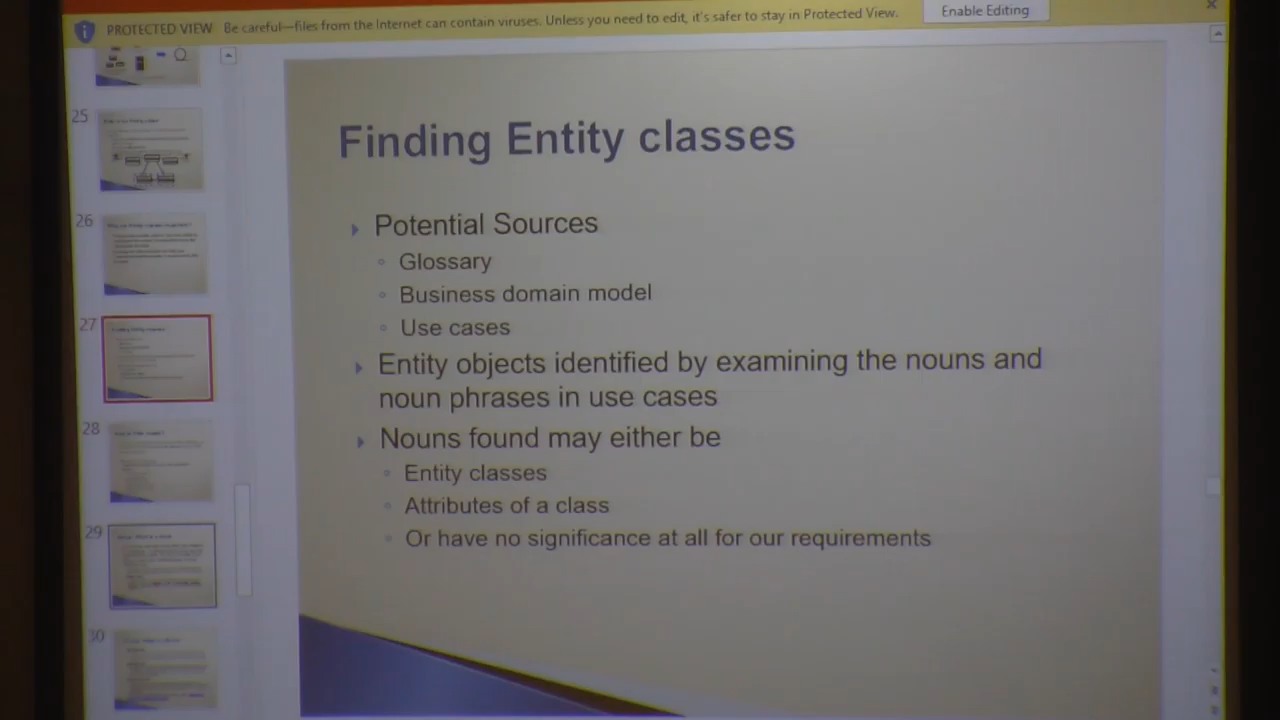 PROTECTED VIEW Be careful—files from the Internet can contain viruses. Unless you need to edit, it's safer to stay in Protected View.
Enable Editing
25
26
27
28
29
30
Finding Entity classes
Potential Sources
Glossary
Business domain model
Use cases
Entity objects identified by examining the nouns and
noun phrases in use cases
Nouns found may either be
Entity classes
Attributes of a class
Or have no significance at all for our requirements